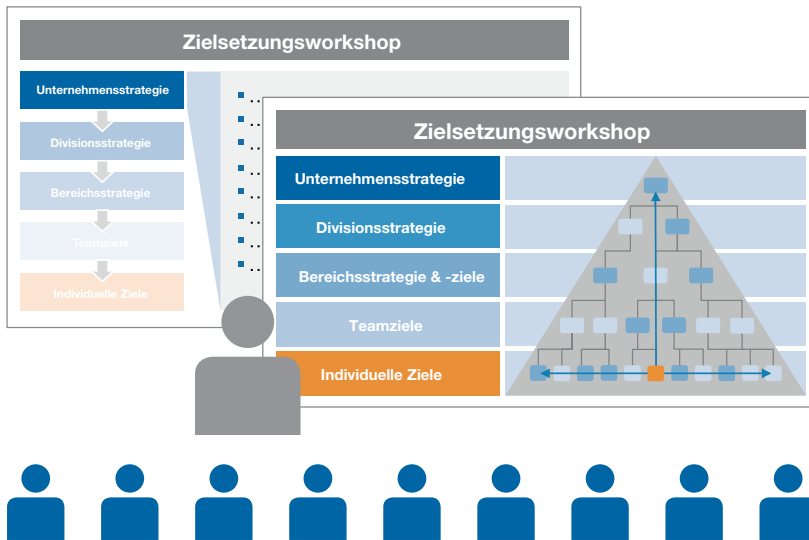 Zielsetzungsworkshop
Unternehmensstrategie
Divisionsstrategie
Bereichsstrategie
Teamziele
Individuelle Ziele
..
..
..
..
..
..
..
..
Zielsetzungsworkshop
Unternehmensstrategie
Divisionsstrategie
Bereichsstrategie & -ziele
Teamziele
Individuelle Ziele